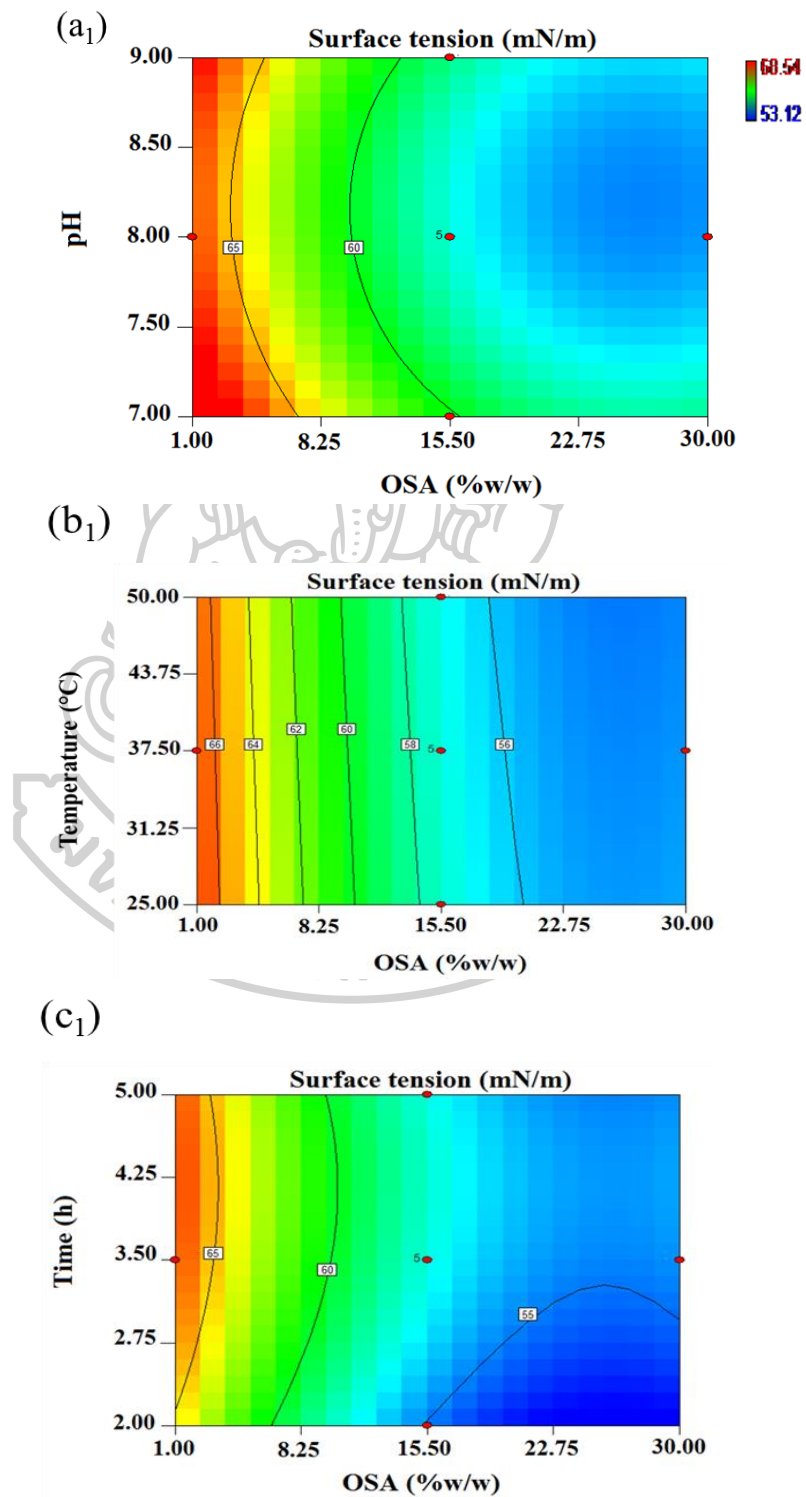 (a1)
Surface tension (mN/m)
68.54
53.12
9.00
8.50
8.00
7.50
7.00
pH
65
60
5
1.00 8.25 15.50 22.75 30.00
OSA (%w/w)
(b1)
Surface tension (mN/m)
50.00
43.75
37.50
31.25
25.00
Temperature (°C)
66
64
62
60
58
5
56
1.00 8.25 15.50 22.75 30.00
OSA (%w/w)
(c1)
Surface tension (mN/m)
5.00
4.25
3.50
2.75
2.00
Time (h)
65
60
5
55
1.00 8.25 15.50 22.75 30.00
OSA (%w/w)